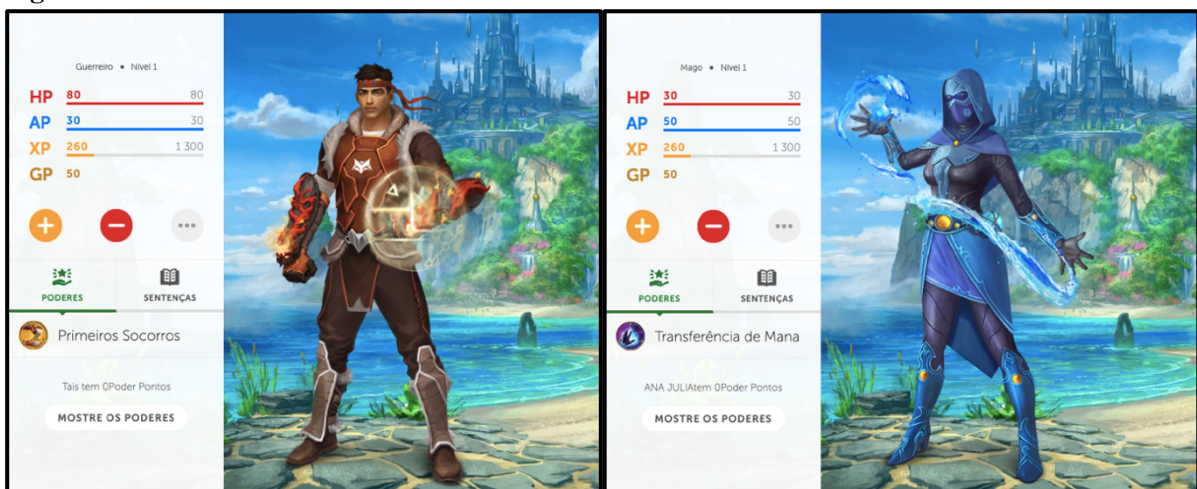 Guerreiro • Nível 1
HP 80 80
AP 30 30
XP 260 1 300
GP 50
PODERES SENTENÇAS
Primeiros Socorros
Tais tem 0Poder Pontos
MOSTRE OS PODERES
Mago • Nível 1
HP 30 30
AP 50 50
XP 260 1 300
GP 50
PODERES SENTENÇAS
Transferência de Mana
ANA JULIAtem 0Poder Pontos
MOSTRE OS PODERES